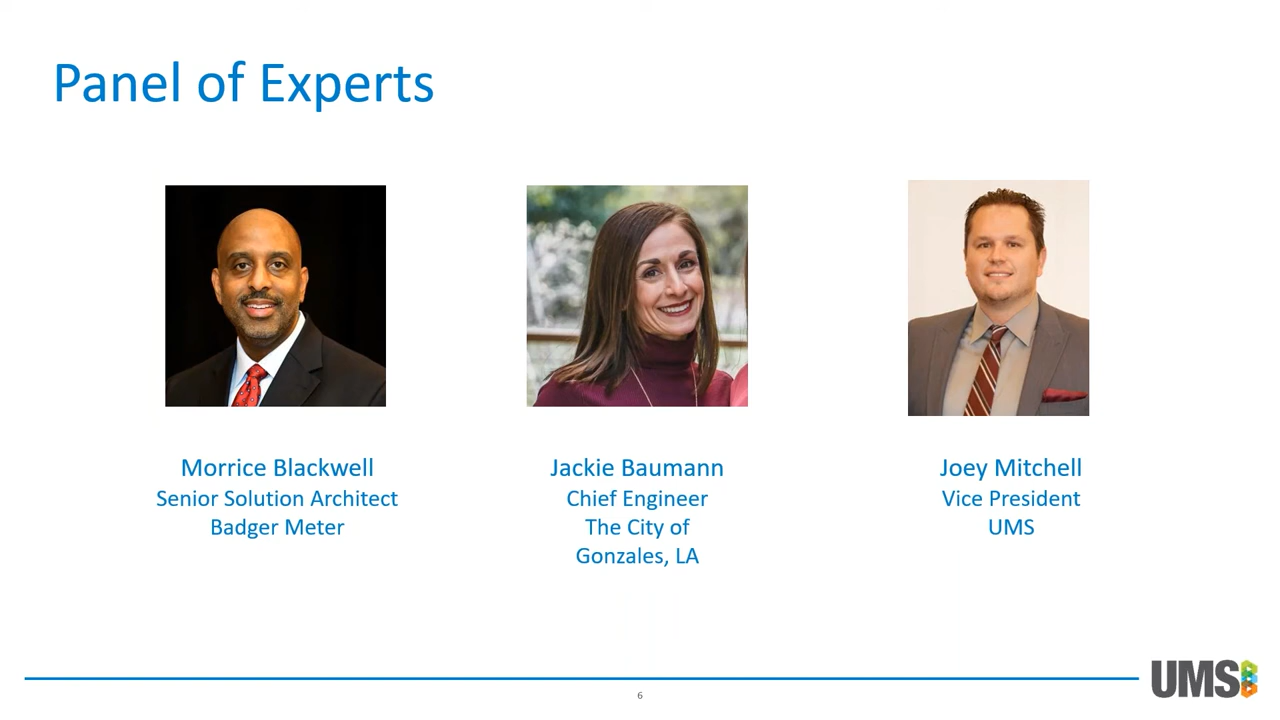 Panel of Experts
Morrice Blackwell
Senior Solution Architect
Badger Meter
Jackie Baumann
Chief Engineer
The City of
Gonzales, LA
Joey Mitchell
Vice President
UMS
6
UMS